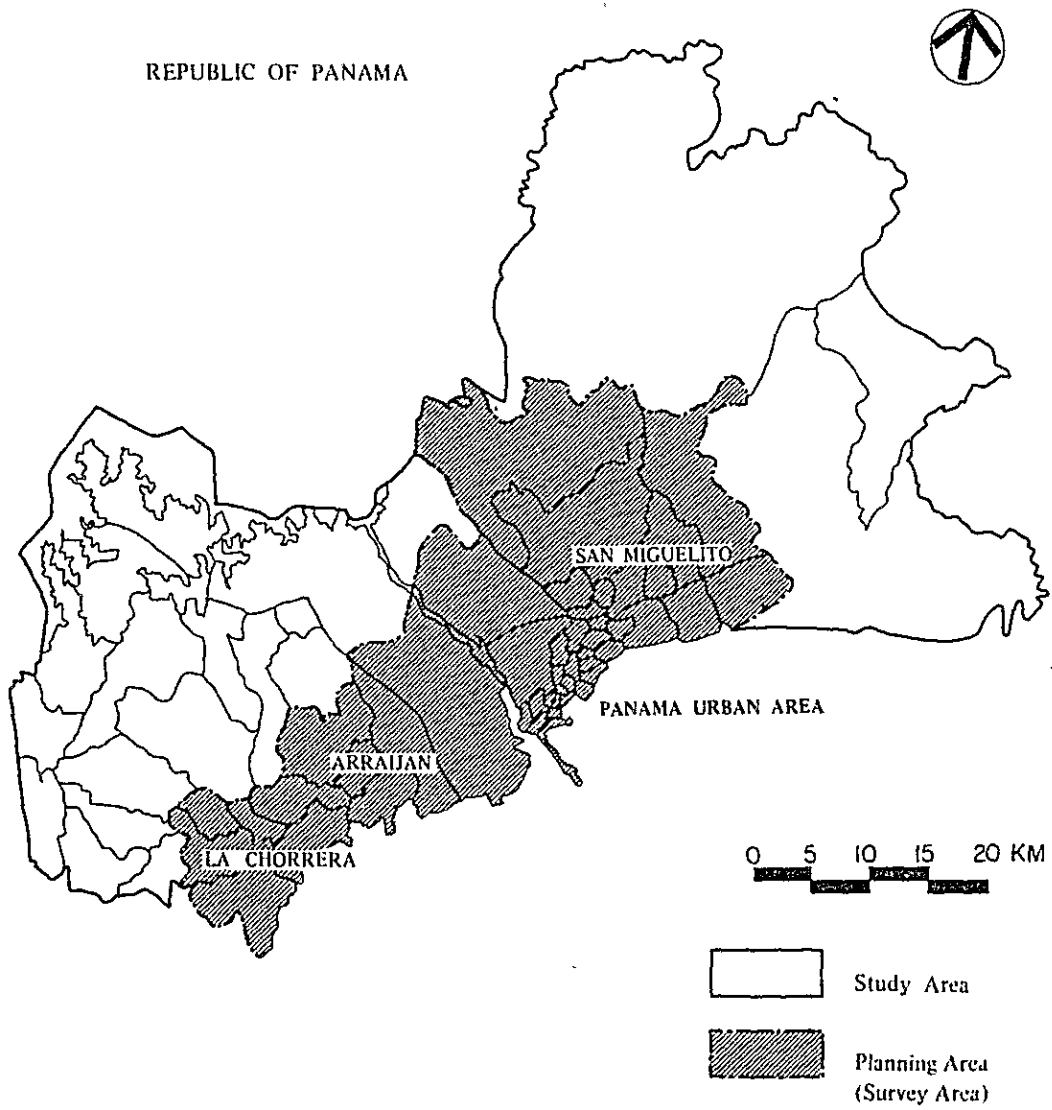 REPUBLIC OF PANAMA
SAN MIGUELITO
PANAMA URBAN AREA
ARRAIJAN
LA CHORRERA
0 5 10 15 20 KM
Study Area
Planning Area
(Survey Area)